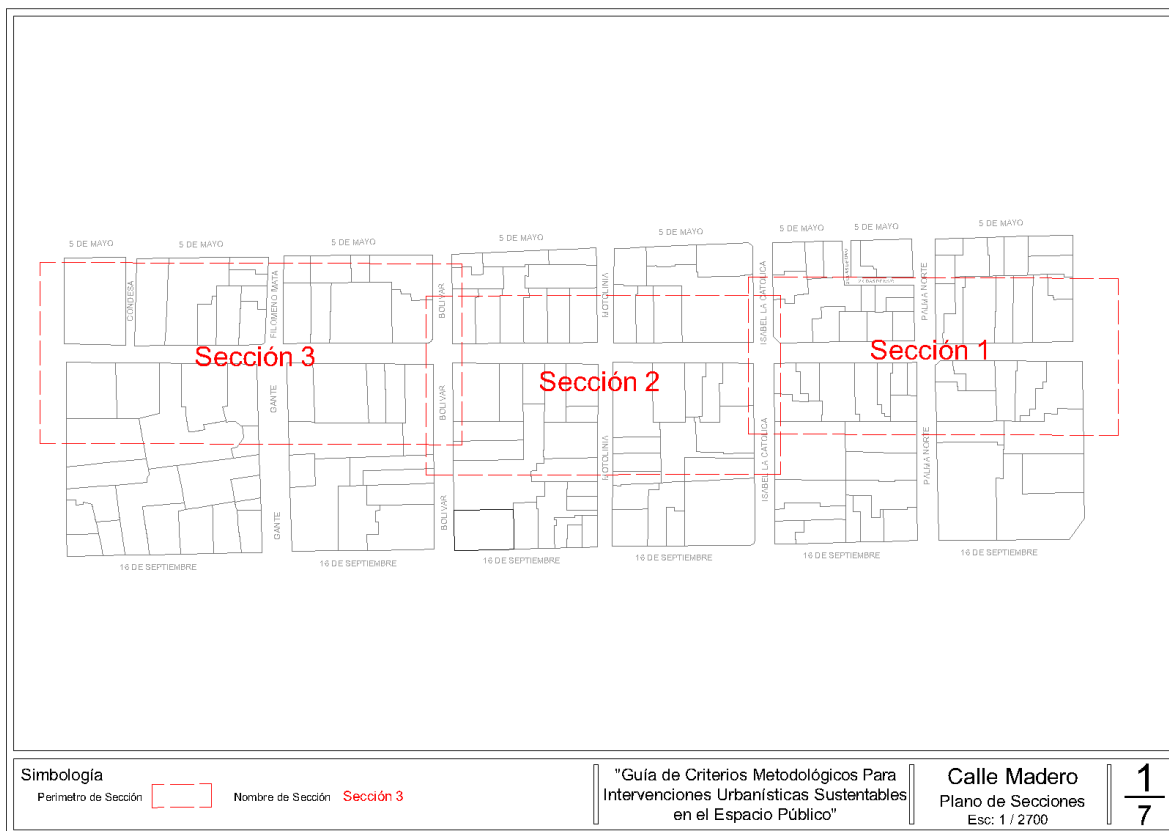 5 DE MAYO
5 DE MAYO
5 DE MAYO
5 DE MAYO
5 DE MAYO
5 DE MAYO
5 DE MAYO
5 DE MAYO
CONDESA
FILOMENO MATA
BOLIVAR
MOTOLINIA
ISABEL LA CATOLICA
PALMA NORTE
Sección 3
Sección 2
Sección 1
GANTE
BOLIVAR
MOTOLINIA
ISABEL LA CATOLICA
PALMA NORTE
GANTE
BOLIVAR
16 DE SEPTIEMBRE
16 DE SEPTIEMBRE
16 DE SEPTIEMBRE
16 DE SEPTIEMBRE
16 DE SEPTIEMBRE
16 DE SEPTIEMBRE
Simbología
Perimetro de Sección
Nombre de Sección
Sección 3
"Guía de Criterios Metodológicos Para
Intervenciones Urbanísticas Sustentables
en el Espacio Público"
Calle Madero
Plano de Secciones
Esc: 1 / 2700
1
7